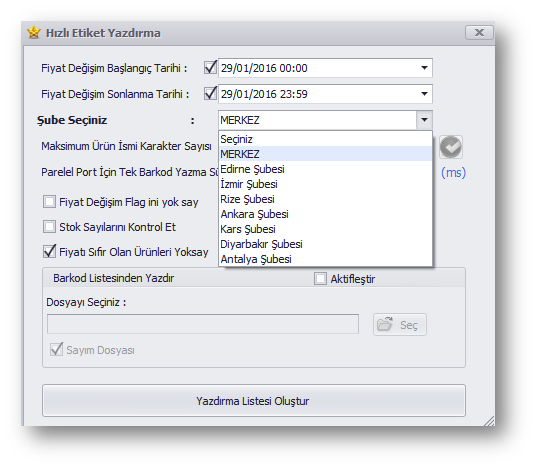 Hızlı Etiket Yazdırma
Fiyat Değişim Başlangıç Tarihi : 29/01/2016 00:00
Fiyat Değişim Sonlanma Tarihi : 29/01/2016 23:59
Şube Seçiniz : MERKEZ
Seçiniz
MERKEZ
Edirne Şubesi
İzmir Şubesi
Rize Şubesi
Ankara Şubesi
Kars Şubesi
Diyarbakır Şubesi
Antalya Şubesi
Maksimum Ürün İsmi Karakter Sayısı
Parelel Port İçin Tek Barkod Yazma (ms)
Fiyat Değişim Flag ini yok say
Stok Sayılarını Kontrol Et
Fiyatı Sıfır Olan Ürünleri Yoksay
Barkod Listesinden Yazdır Aktifleştir
Dosyayı Seçiniz :
Seç
Sayım Dosyası
Yazdırma Listesi Oluştur